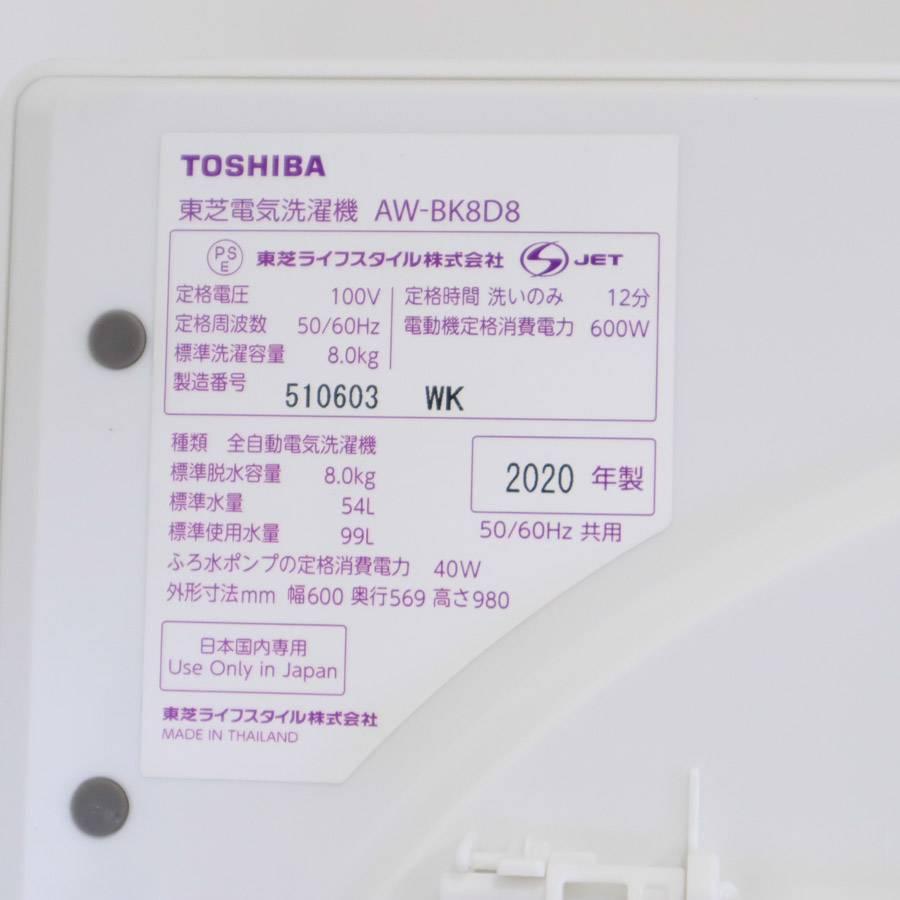 TOSHIBA
東芝電気洗濯機 AW-BK8D8
PS E 東芝ライフスタイル株式会社 S JET
定格電圧 100V
定格周波数 50/60Hz
標準洗濯容量 8.0kg
定格時間 洗いのみ 12分
電動機定格消費電力 600W
製造番号 510603 WK
種類 全自動電気洗濯機
標準脱水容量 8.0kg
標準水量 54L
標準使用水量 99L
2020 年製
50/60Hz 共用
ふろ水ポンプの定格消費電力 40W
外形寸法mm 幅600 奥行569 高さ980
日本国内専用
Use Only in Japan
東芝ライフスタイル株式会社
MADE IN THAILAND